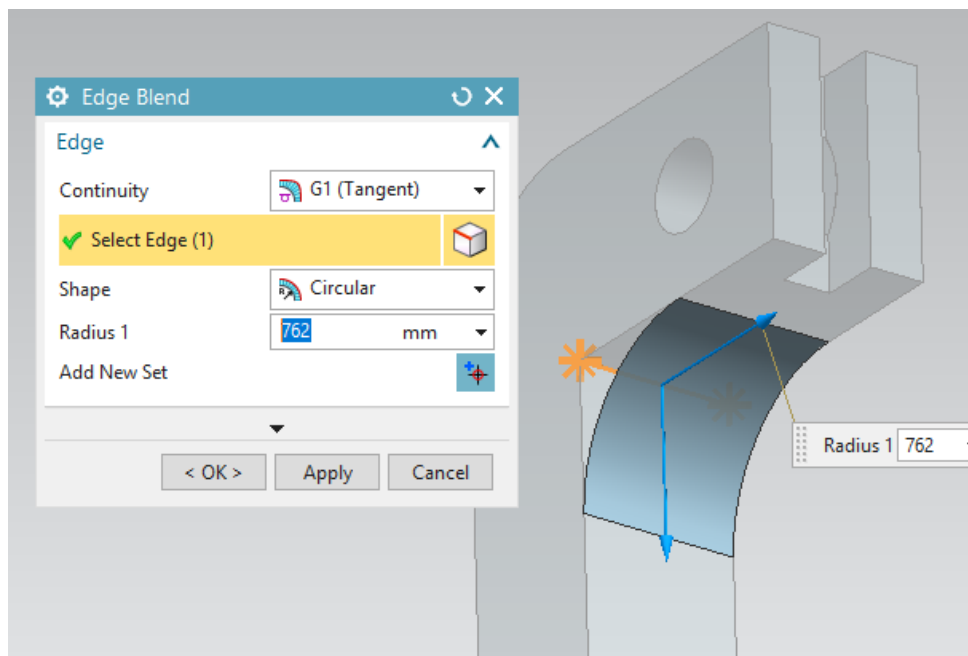 Edge Blend
Edge
Continuity G1 (Tangent)
Select Edge (1)
Shape Circular
Radius 1 762 mm
Add New Set
< OK > Apply Cancel
Radius 1 762